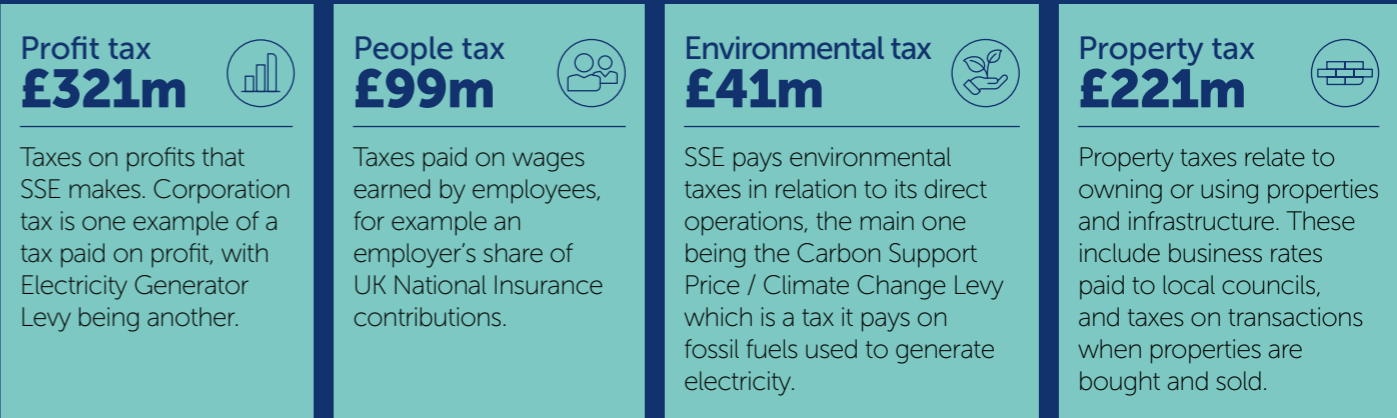 Profit tax
£321m
Taxes on profits that
SSE makes. Corporation
tax is one example of a
tax paid on profit, with
Electricity Generator
Levy being another.
People tax
£99m
Taxes paid on wages
earned by employees,
for example an
employer’s share of
UK National Insurance
contributions.
Environmental tax
£41m
SSE pays environmental
taxes in relation to its direct
operations, the main one
being the Carbon Support
Price / Climate Change Levy
which is a tax it pays on
fossil fuels used to generate
electricity.
Property tax
£221m
Property taxes relate to
owning or using properties
and infrastructure. These
include business rates
paid to local councils,
and taxes on transactions
when properties are
bought and sold.